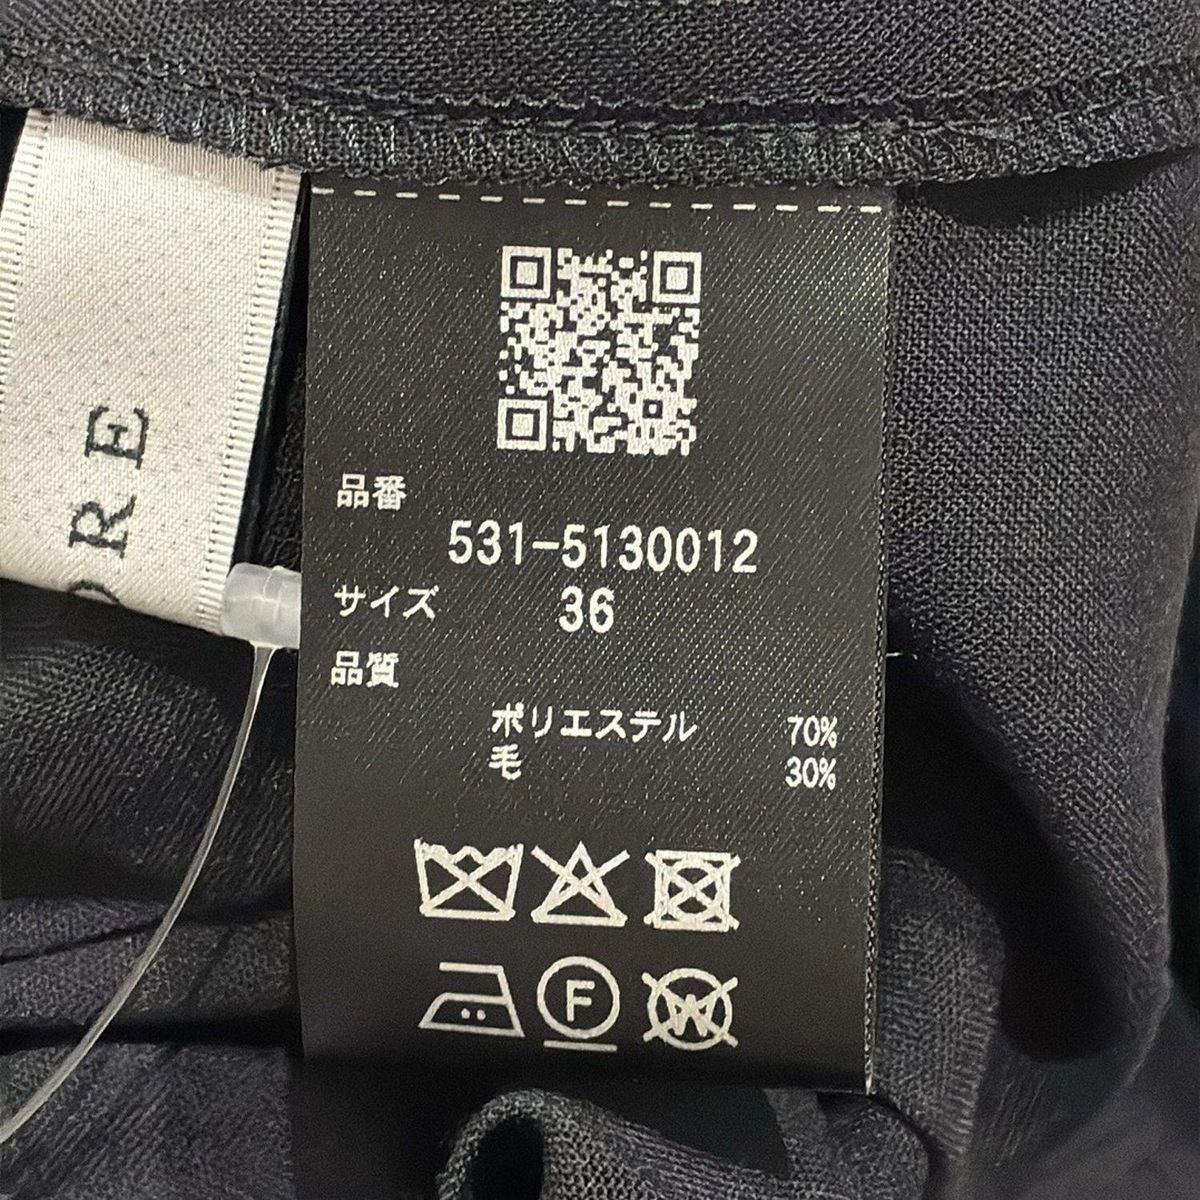 品番
531-5130012
サイズ 36
品質
ポリエステル 70%
毛 30%
F
W
ORE